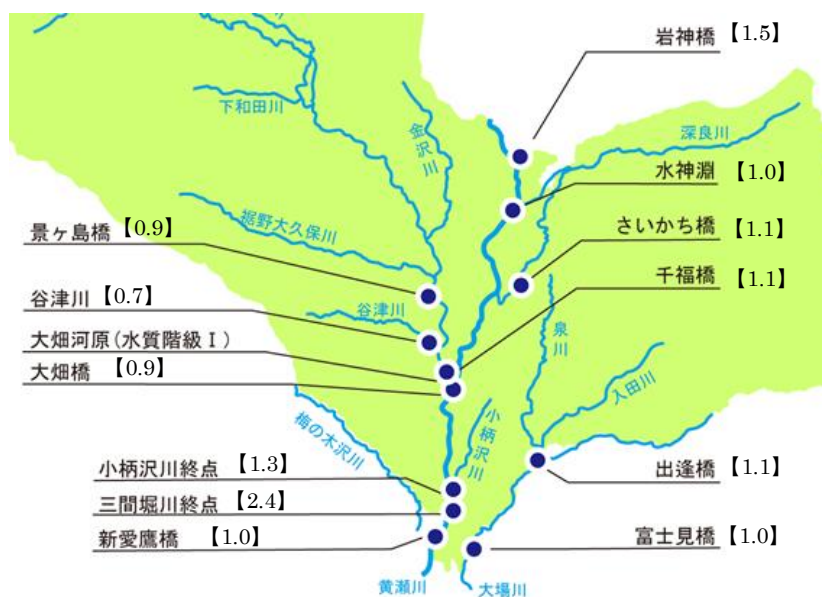 岩神橋 【1.5】
下和田川
金沢川
深良川
水神淵 【1.0】
裾野大久保川
景ヶ島橋 【0.9】
さいかち橋 【1.1】
千福橋 【1.1】
谷津川 【0.7】
谷津川
大畑河原(水質階級Ⅰ)
大畑橋 【0.9】
泉川
入田川
梅の木沢川
小柄沢川
小柄沢川終点 【1.3】
出逢橋 【1.1】
三間堀川終点 【2.4】
新愛鷹橋 【1.0】
富士見橋 【1.0】
黄瀬川
大場川